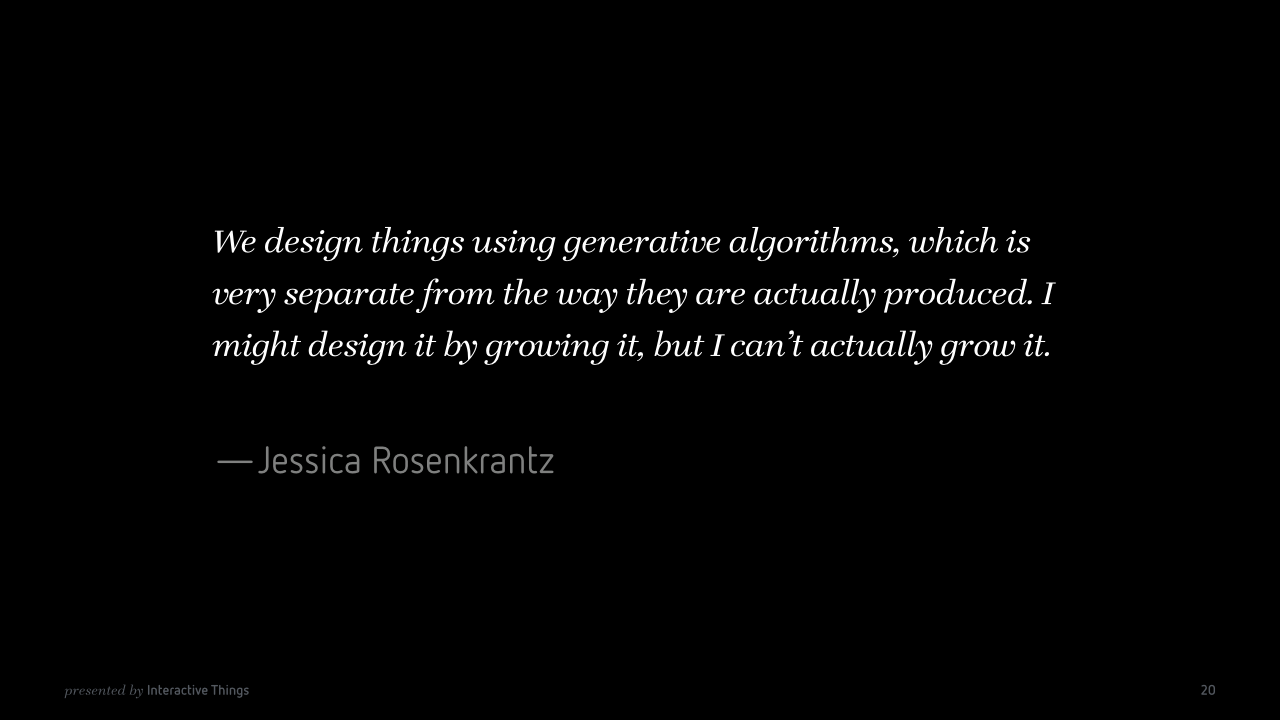 We design things using generative algorithms, which is
very separate from the way they are actually produced. I
might design it by growing it, but I can’t actually grow it.
— Jessica Rosenkrantz
presented by Interactive Things
20